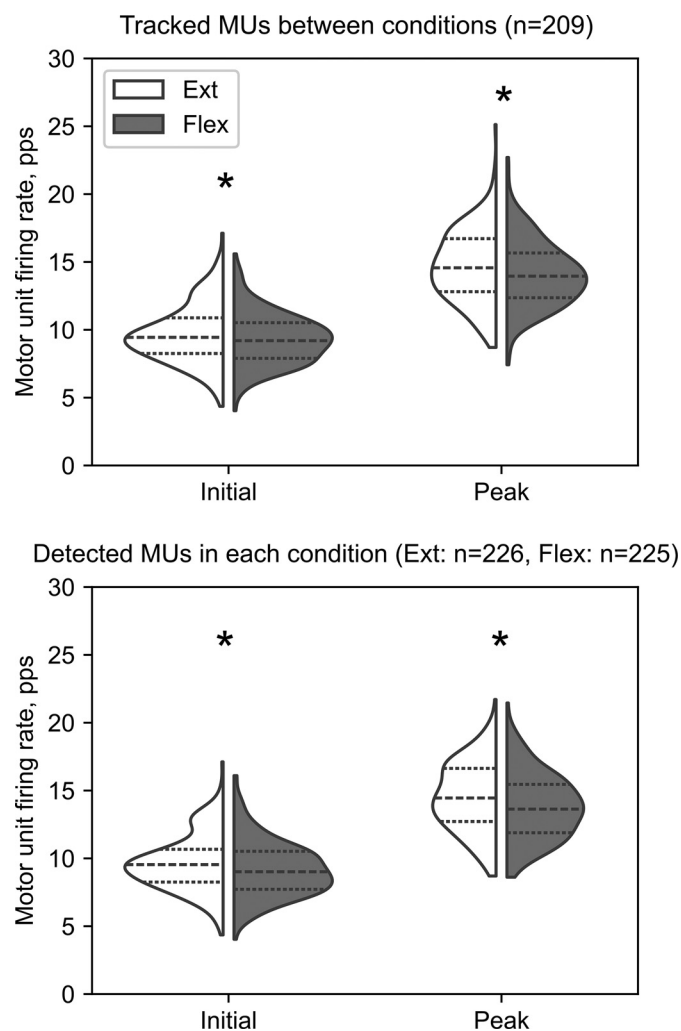 Tracked MUs between conditions (n=209)
30
25
20
15
10
5
0
Motor unit firing rate, pps
Ext
Flex
*
*
Initial
Peak
Detected MUs in each condition (Ext: n=226, Flex: n=225)
30
25
20
15
10
5
0
Motor unit firing rate, pps
*
*
Initial
Peak